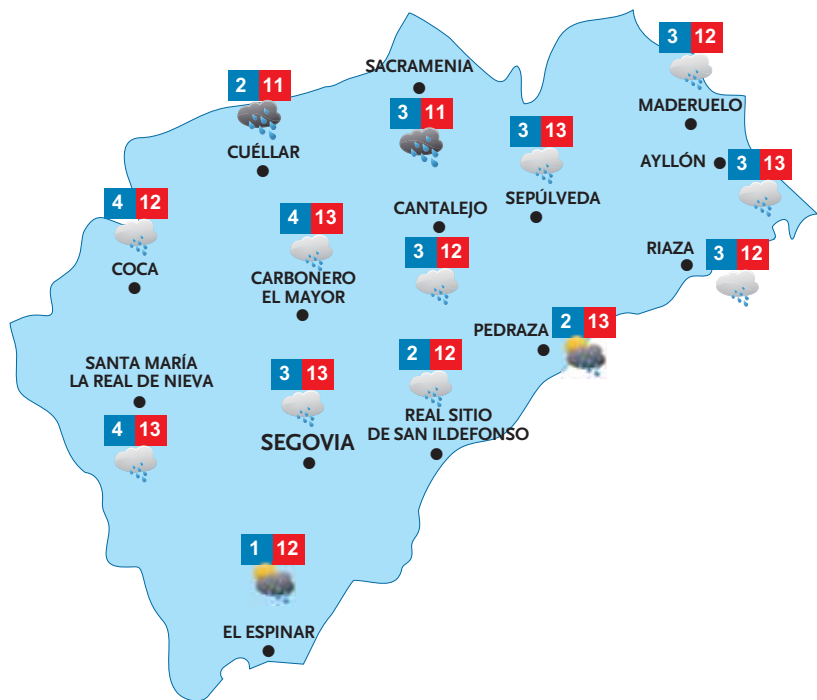 3 12
MADERUELO
SACRAMENIA
3 11
2 11
CUÉLLAR
3 13
SEPÚLVEDA
AYLLÓN
3 13
4 12
COCA
4 13
CARBONERO
EL MAYOR
CANTALEJO
3 12
RIAZA
3 12
PEDRAZA
2 13
SANTA MARÍA
LA REAL DE NIEVA
4 13
3 13
SEGOVIA
2 12
REAL SITIO
DE SAN ILDEFONSO
1 12
EL ESPINAR